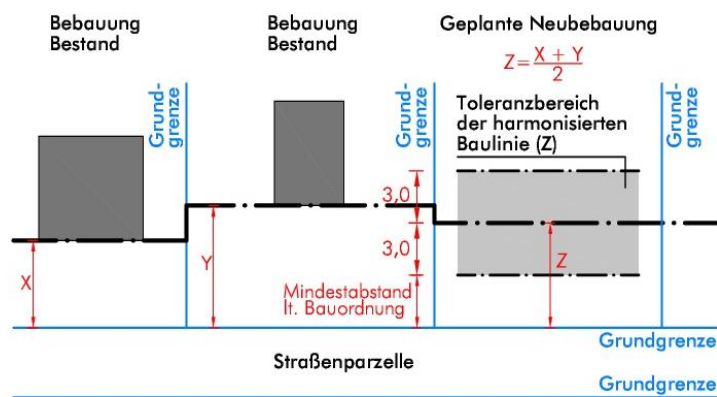 Bebauung
Bestand
Bebauung
Bestand
Geplante Neubebauung
Z = X + Y
2
Grund-
grenze
Grund-
grenze
Toleranzbereich
der harmonisierten
Baulinie (Z)
Grund-
grenze
3,0
3,0
X
Y
Z
Mindestabstand
lt. Bauordnung
Grundgrenze
Straßenparzelle
Grundgrenze